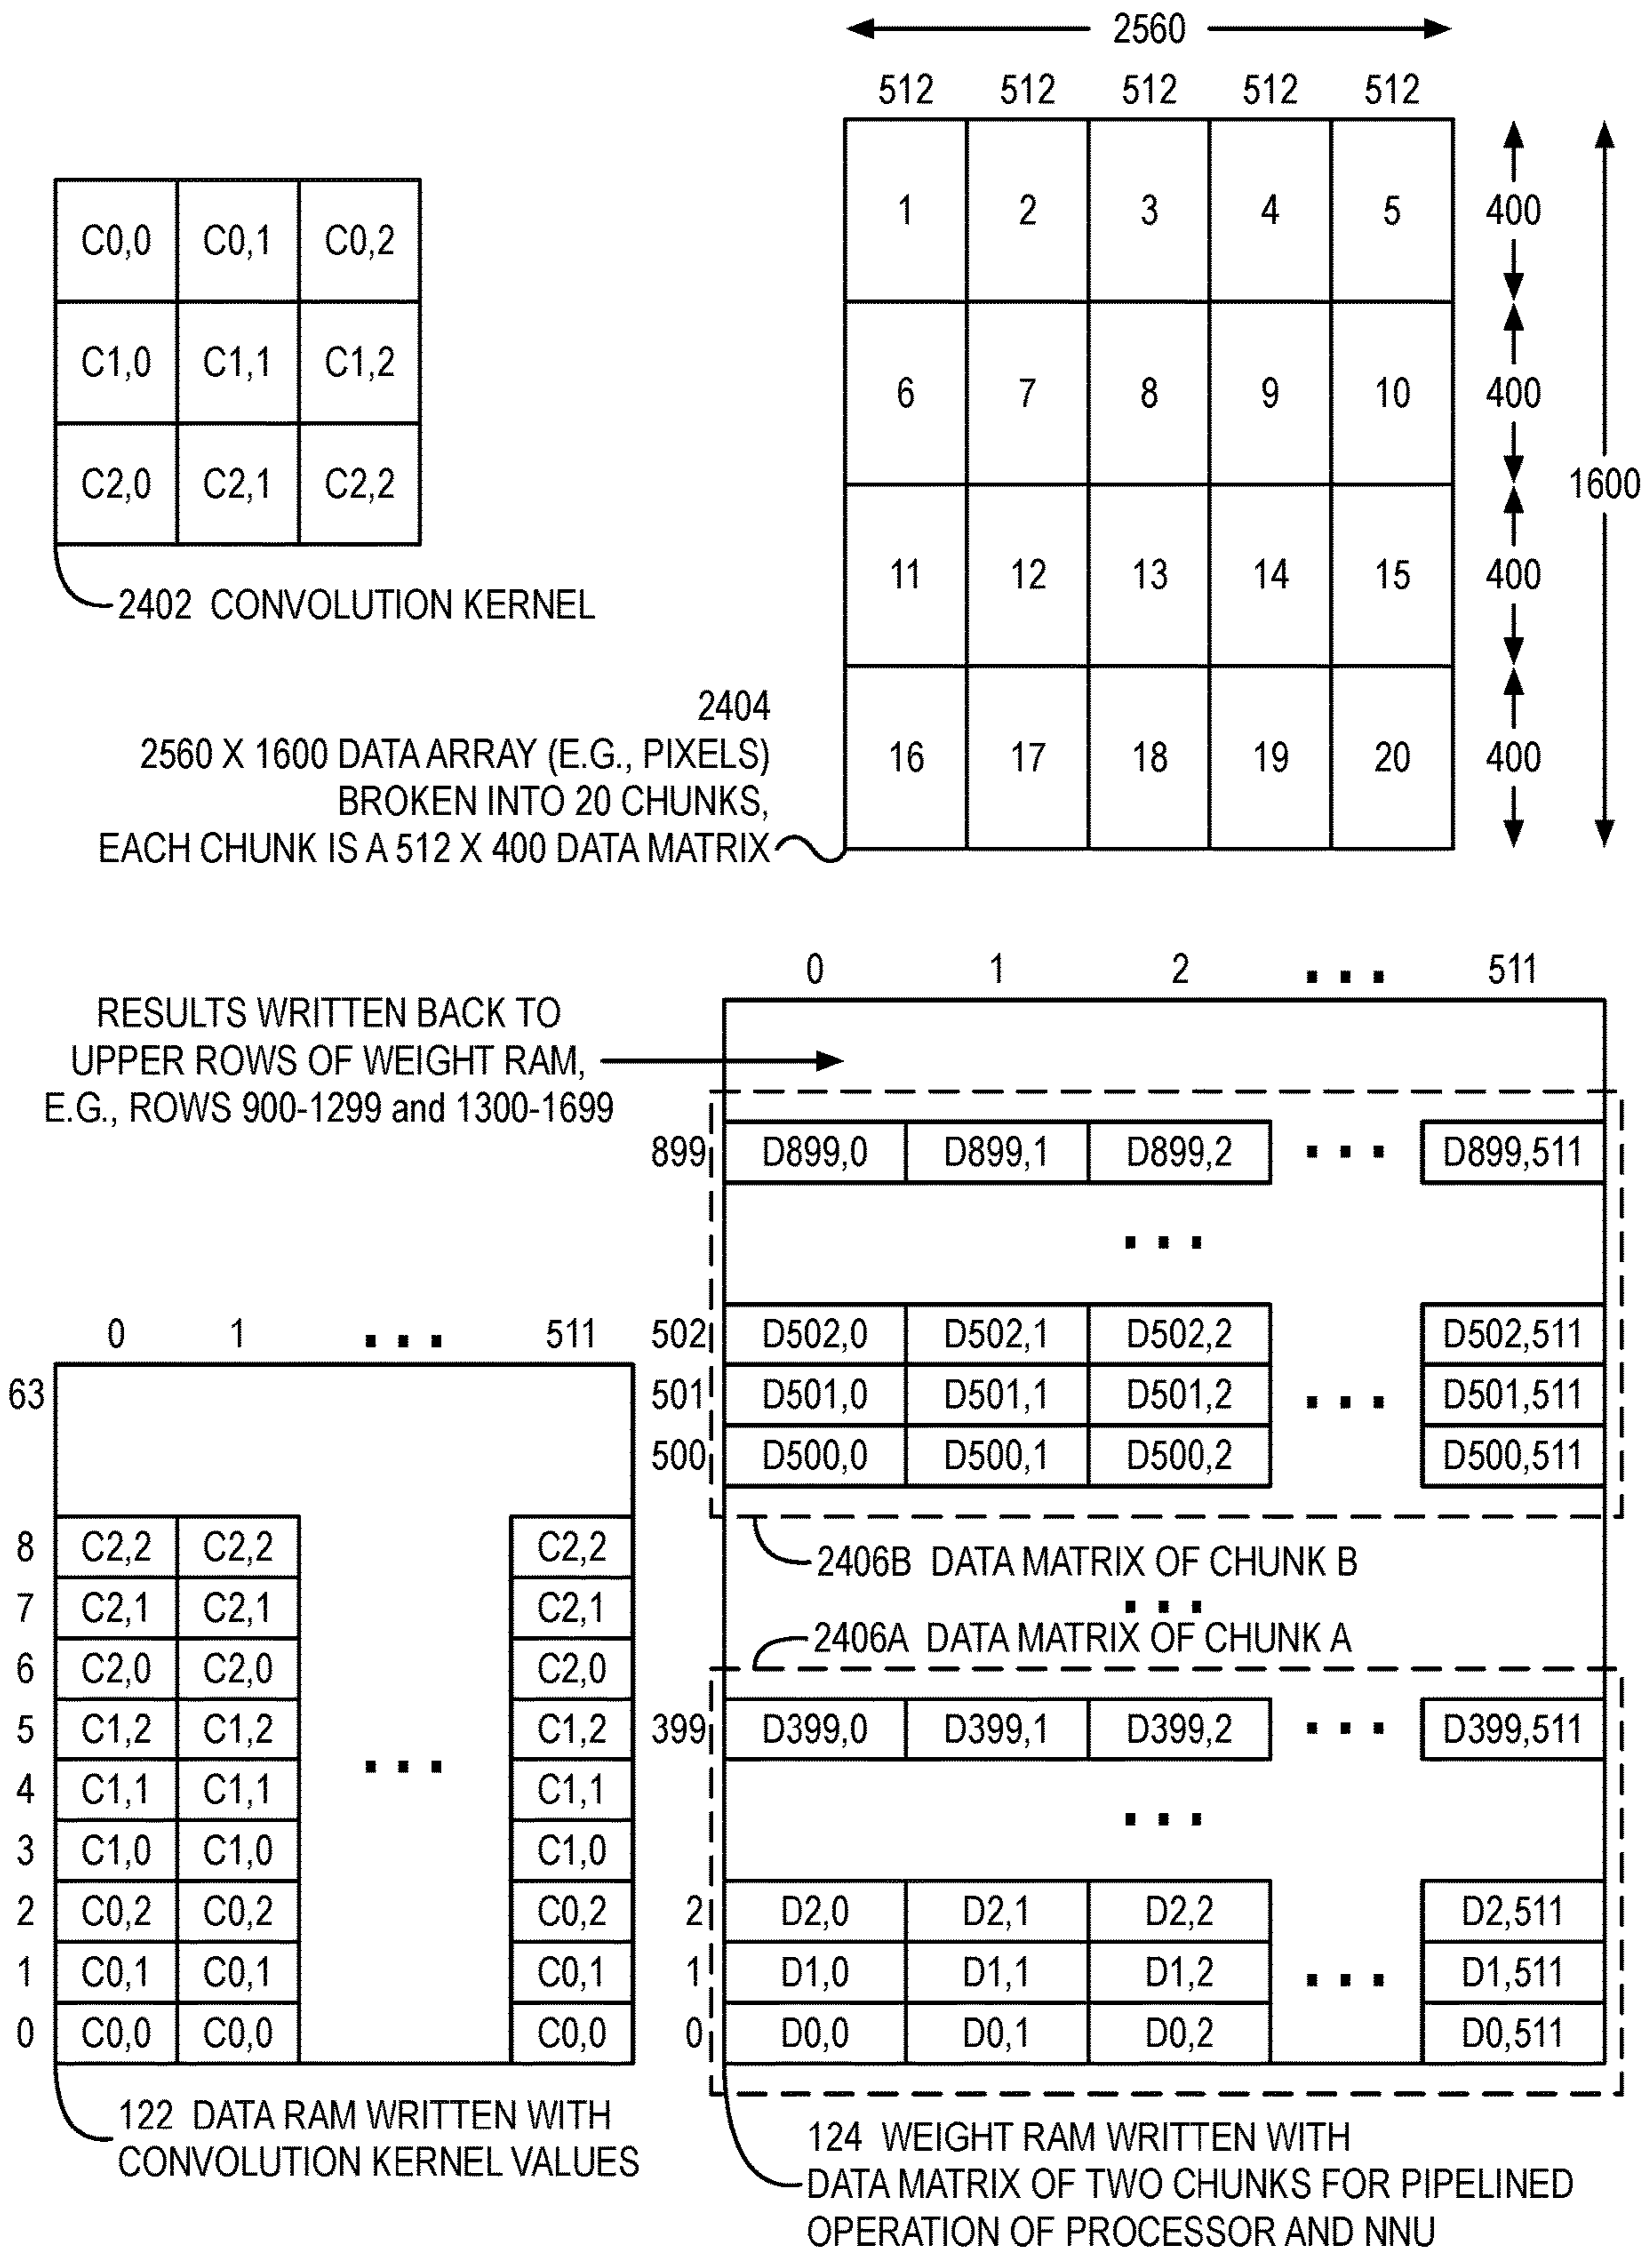 2560
512 512 512 512 512
C0,0 C0,1 C0,2
C1,0 C1,1 C1,2
C2,0 C2,1 C2,2
2402 CONVOLUTION KERNEL
1 2 3 4 5 400
6 7 8 9 10 400
1600
11 12 13 14 15 400
16 17 18 19 20 400
2404
2560 X 1600 DATA ARRAY (E.G., PIXELS)
BROKEN INTO 20 CHUNKS,
EACH CHUNK IS A 512 X 400 DATA MATRIX
RESULTS WRITTEN BACK TO
UPPER ROWS OF WEIGHT RAM,
E.G., ROWS 900-1299 and 1300-1699
0 1 ... 511
63
8 C2,2 C2,2 C2,2
7 C2,1 C2,1 C2,1
6 C2,0 C2,0 C2,0
5 C1,2 C1,2 C1,2
...
4 C1,1 C1,1 C1,1
3 C1,0 C1,0 C1,0
2 C0,2 C0,2 C0,2
1 C0,1 C0,1 C0,1
0 C0,0 C0,0 C0,0
122 DATA RAM WRITTEN WITH
CONVOLUTION KERNEL VALUES
0 1 2 ... 511
899 D899,0 D899,1 D899,2 ... D899,511
...
502 D502,0 D502,1 D502,2 D502,511
501 D501,0 D501,1 D501,2 ... D501,511
500 D500,0 D500,1 D500,2 D500,511
2406B DATA MATRIX OF CHUNK B
...
2406A DATA MATRIX OF CHUNK A
399 D399,0 D399,1 D399,2 ... D399,511
...
2 D2,0 D2,1 D2,2 D2,511
1 D1,0 D1,1 D1,2 ... D1,511
0 D0,0 D0,1 D0,2 D0,511
124 WEIGHT RAM WRITTEN WITH
DATA MATRIX OF TWO CHUNKS FOR PIPELINED
OPERATION OF PROCESSOR AND NNU